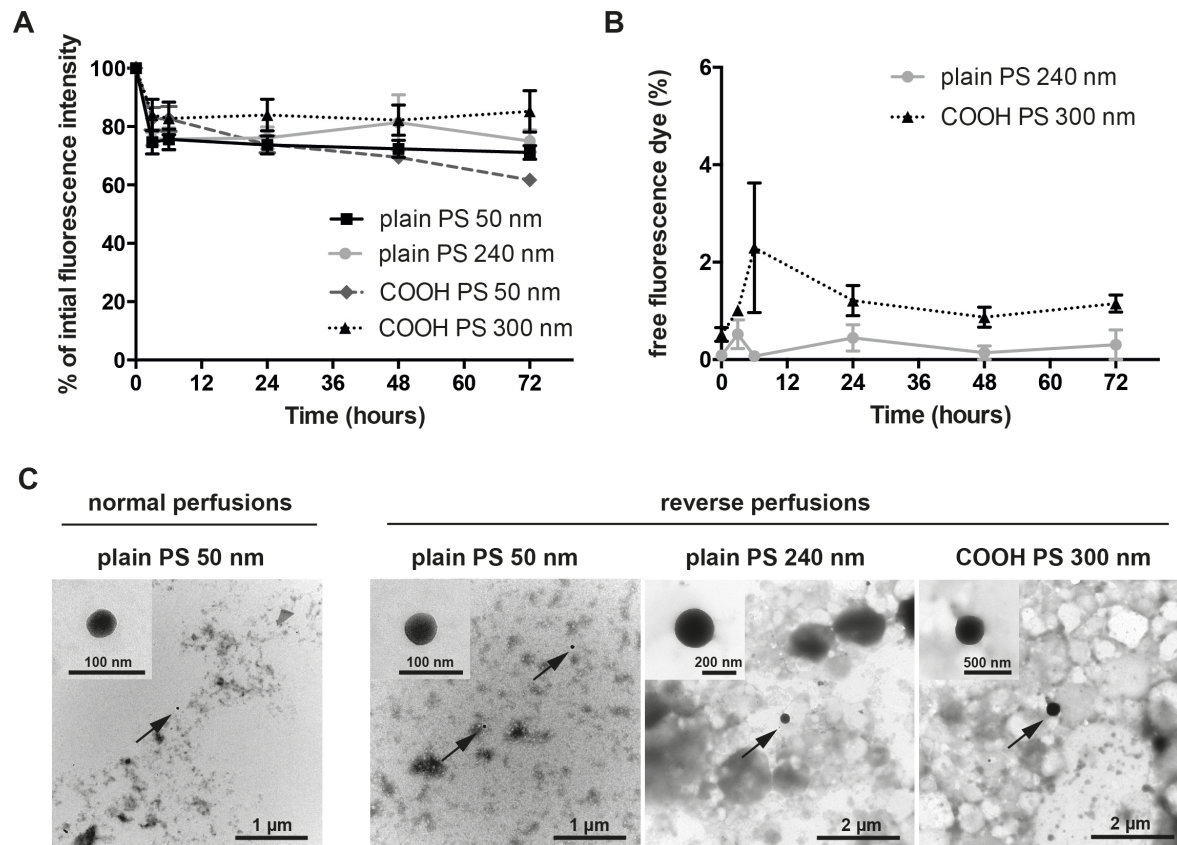 A
% of intial fluorescence intensity
100
80
60
40
20
0
0 12 24 36 48 60 72
Time (hours)
plain PS 50 nm
plain PS 240 nm
COOH PS 50 nm
COOH PS 300 nm
B
free fluorescence dye (%)
6
4
2
0
0 12 24 36 48 60 72
Time (hours)
plain PS 240 nm
COOH PS 300 nm
C
normal perfusions
reverse perfusions
plain PS 50 nm
plain PS 50 nm
plain PS 240 nm
COOH PS 300 nm
100 nm
100 nm
200 nm
500 nm
1 µm
1 µm
2 µm
2 µm